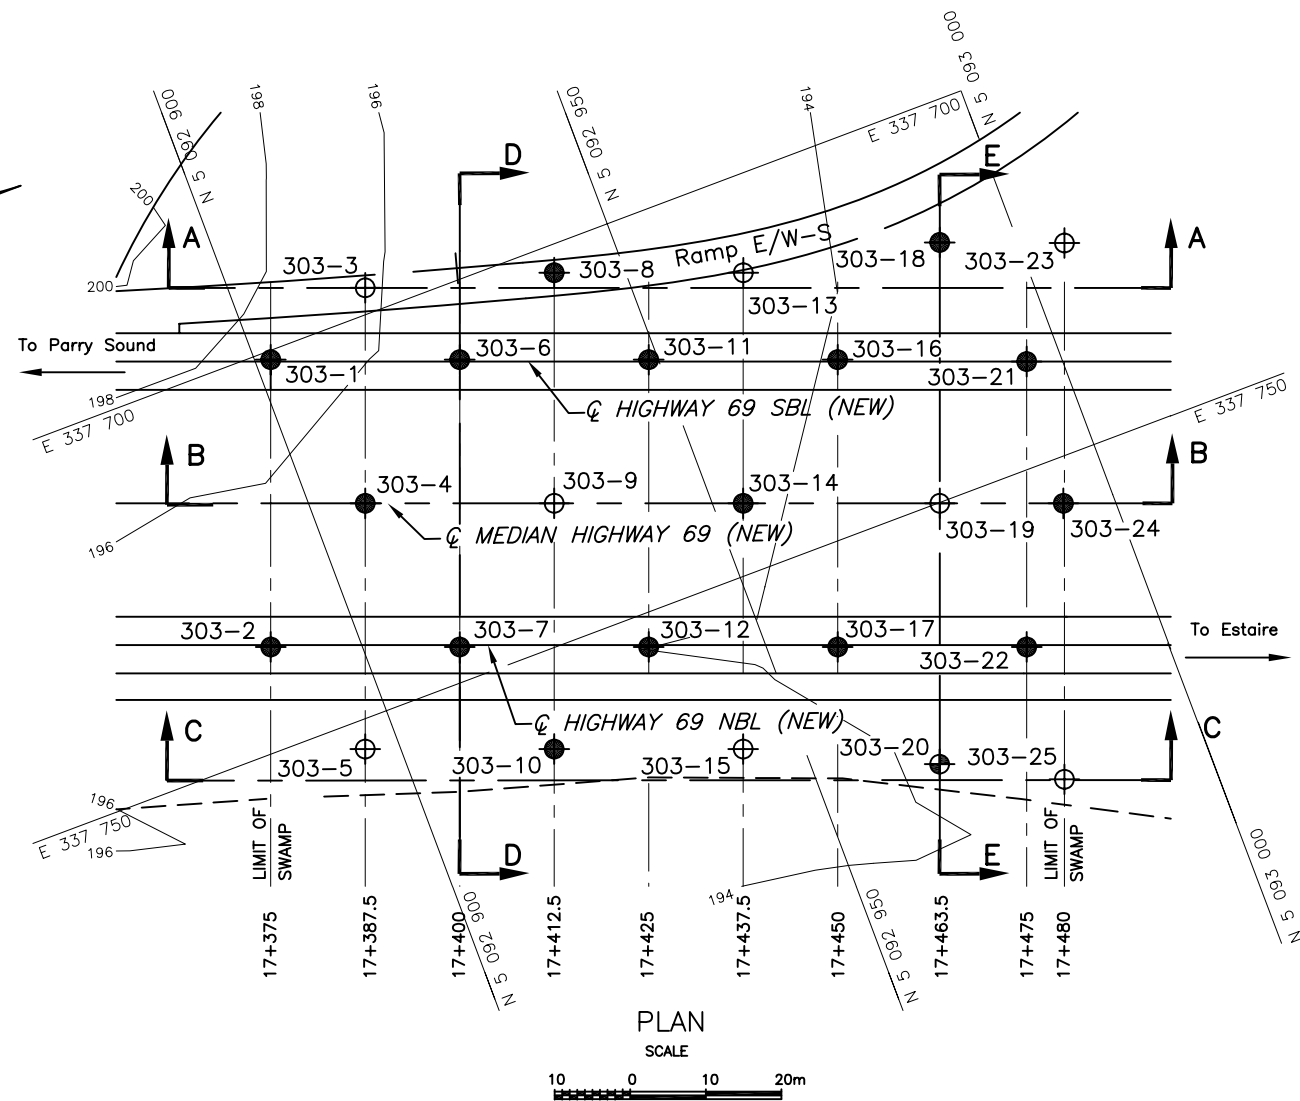 N 5 093 000
N 5 092 900
198
196
N 5 092 950
194
E 337 700
D
E
200
A
A
303-3
303-8
Ramp E/W-S
303-18
303-23
200
303-13
To Parry Sound
303-6
303-11
303-16
303-1
303-21
198
E 337 700
℄ HIGHWAY 69 SBL (NEW)
E 337 750
B
B
303-4
303-9
303-14
196
℄ MEDIAN HIGHWAY 69 (NEW)
303-19
303-24
303-2
303-7
303-12
303-17
To Estaire
303-22
C
℄ HIGHWAY 69 NBL (NEW)
C
303-5
303-10
303-15
303-20
303-25
196
E 337 750
196
LIMIT OF
SWAMP
D
E
LIMIT OF
SWAMP
N 5 093 000
194
17+375
17+387.5
17+400
N 5 092 900
17+412.5
17+425
17+437.5
17+450
N 5 092 950
17+463.5
17+475
17+480
PLAN
SCALE
10 0 10 20m